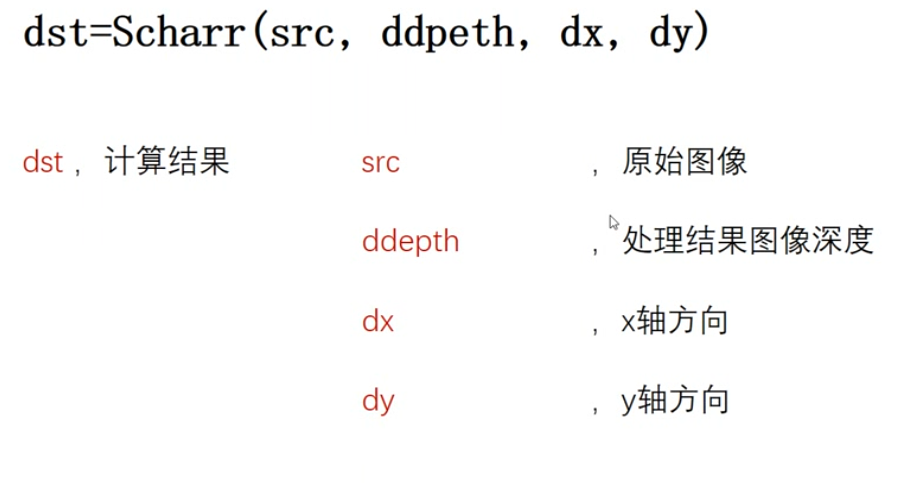 dst=Scharr(src, ddpeth, dx, dy)
dst, 计算结果 src , 原始图像
ddepth , 处理结果图像深度
dx , x轴方向
dy , y轴方向